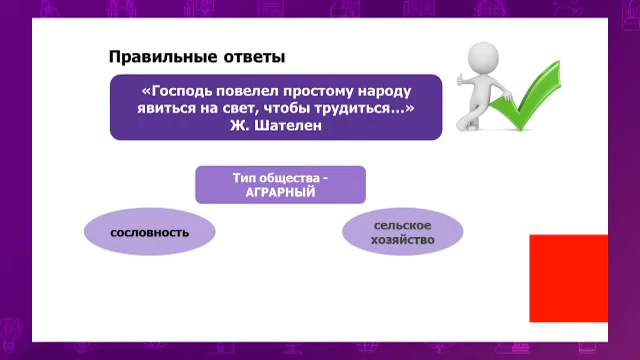 Правильные ответы
«Господь повелел простому народу
явиться на свет, чтобы трудиться...»
Ж. Шателен
Тип общества -
АГРАРНЫЙ
сословность
сельское
хозяйство